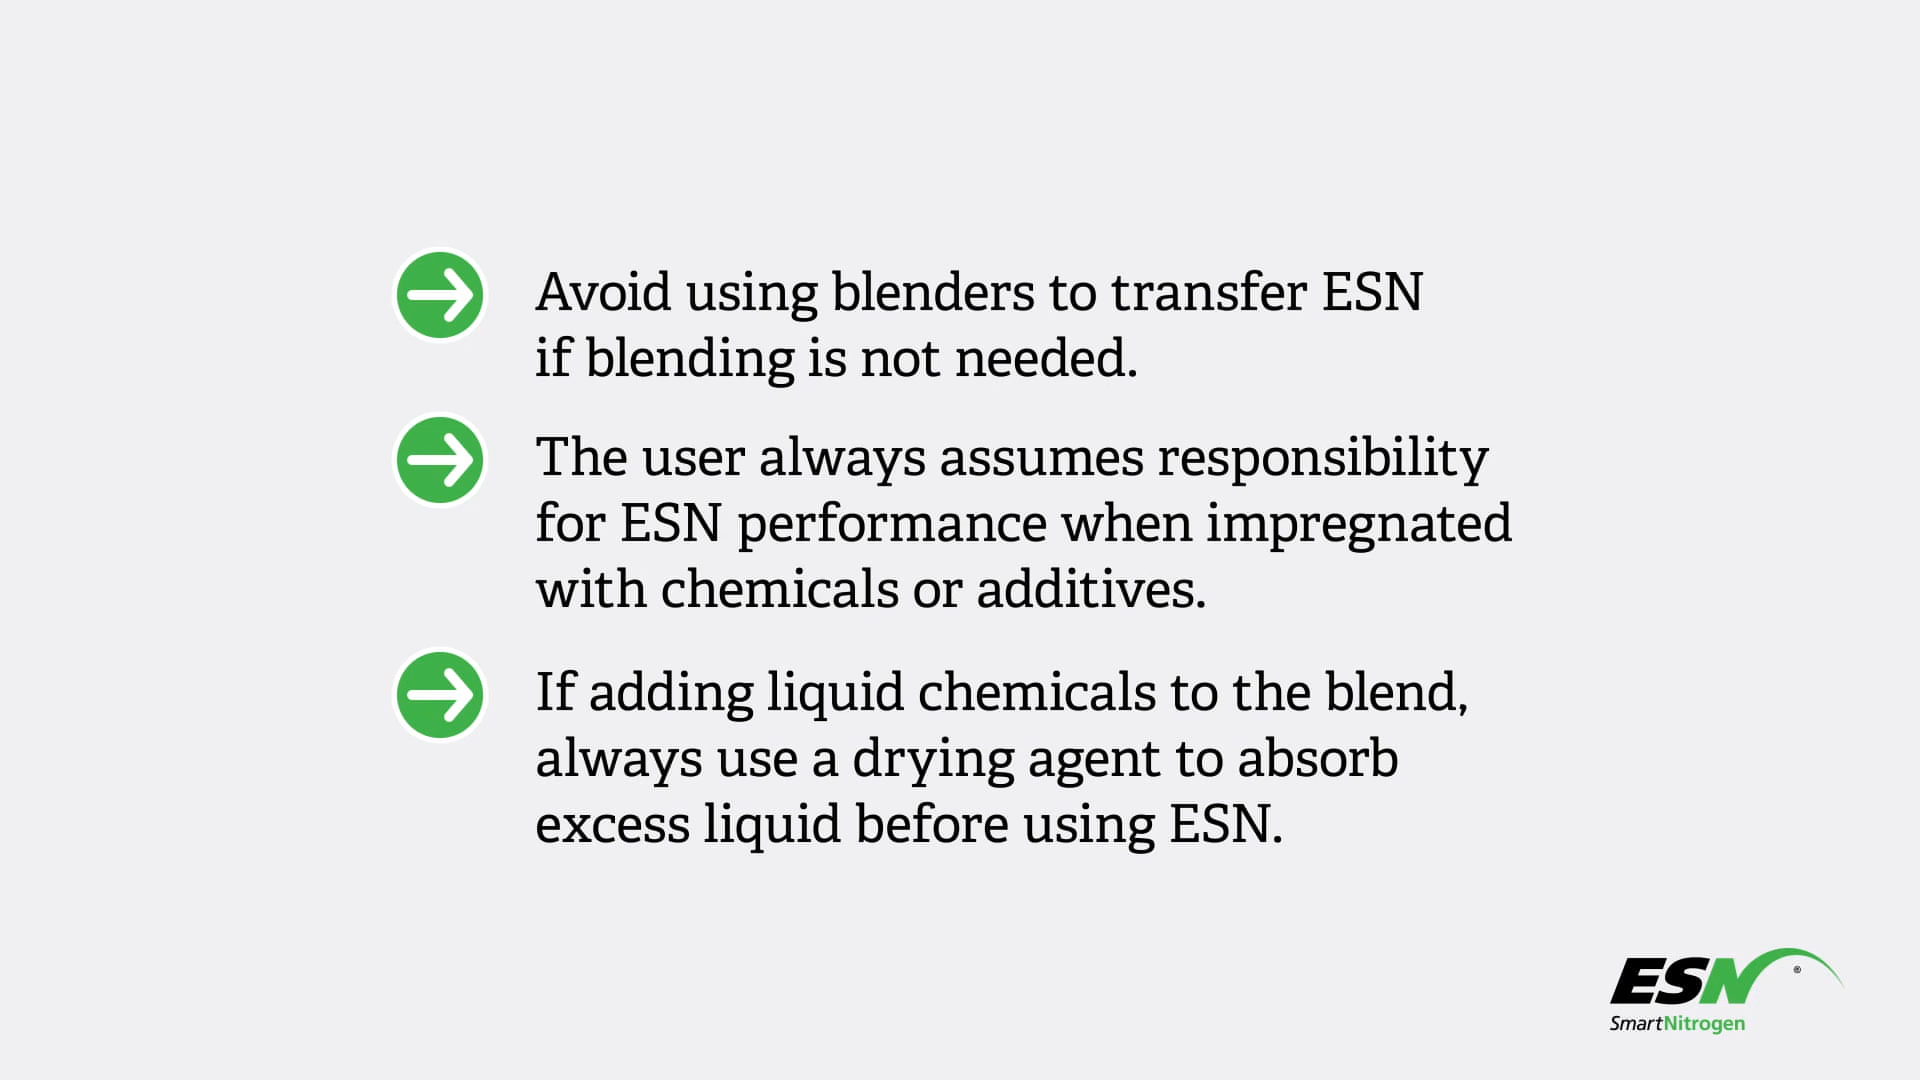 Avoid using blenders to transfer ESN
if blending is not needed.
The user always assumes responsibility
for ESN performance when impregnated
with chemicals or additives.
If adding liquid chemicals to the blend,
always use a drying agent to absorb
excess liquid before using ESN.
ESN®
SmartNitrogen